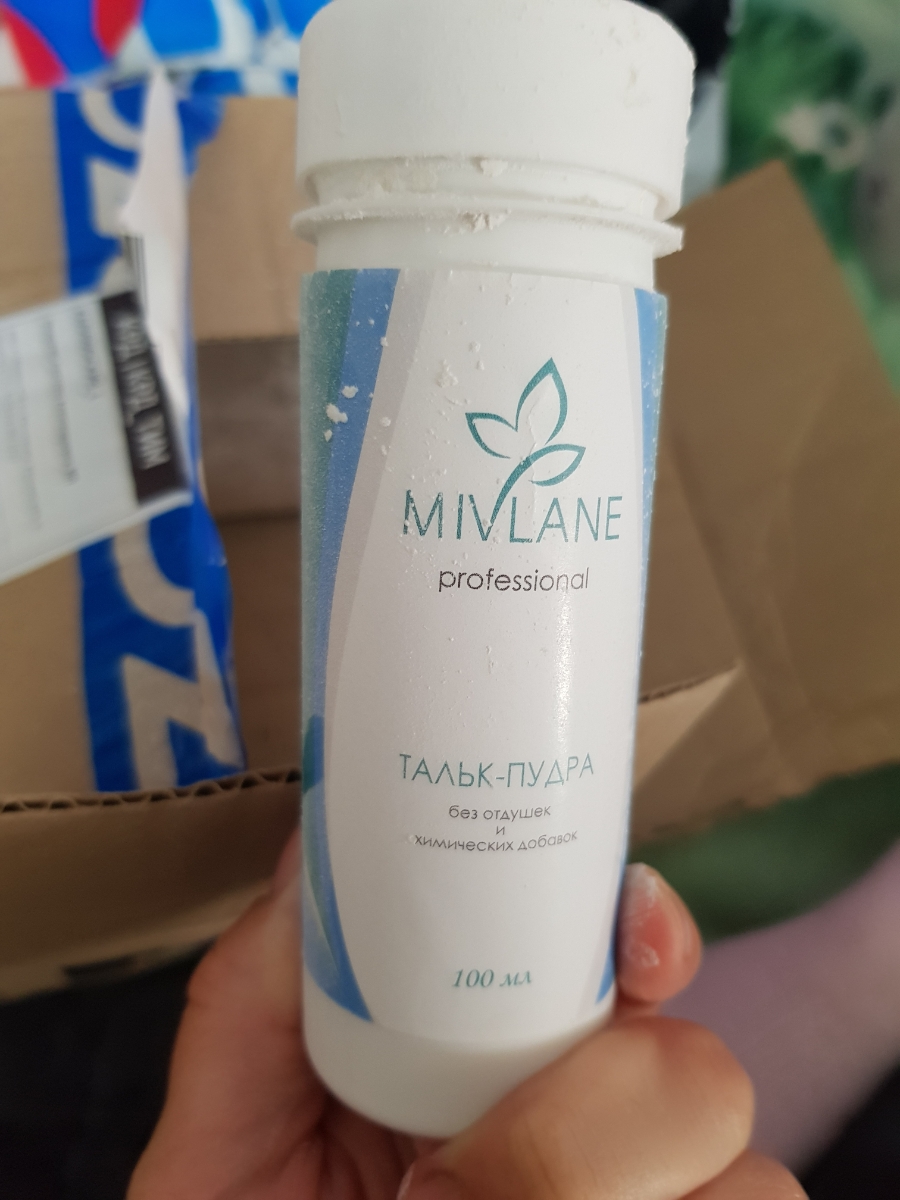 MIVLANE
professional
ТАЛЬК-ПУДРА
без отдушек
и
химических добавок
100 мл